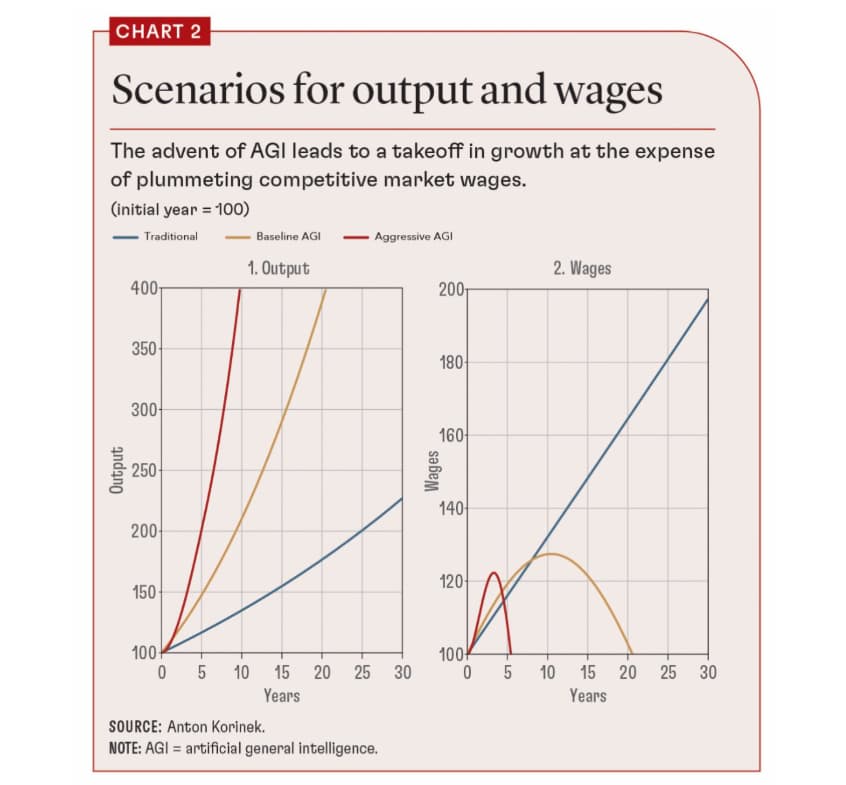 CHART 2
Scenarios for output and wages
The advent of AGI leads to a takeoff in growth at the expense
of plummeting competitive market wages.
(initial year = 100)
Traditional Baseline AGI Aggressive AGI
1. Output
400
350
300
250
200
150
100
Output
0 5 10 15 20 25 30
Years
2. Wages
200
180
160
140
120
100
Wages
0 5 10 15 20 25 30
Years
SOURCE: Anton Korinek.
NOTE: AGI = artificial general intelligence.